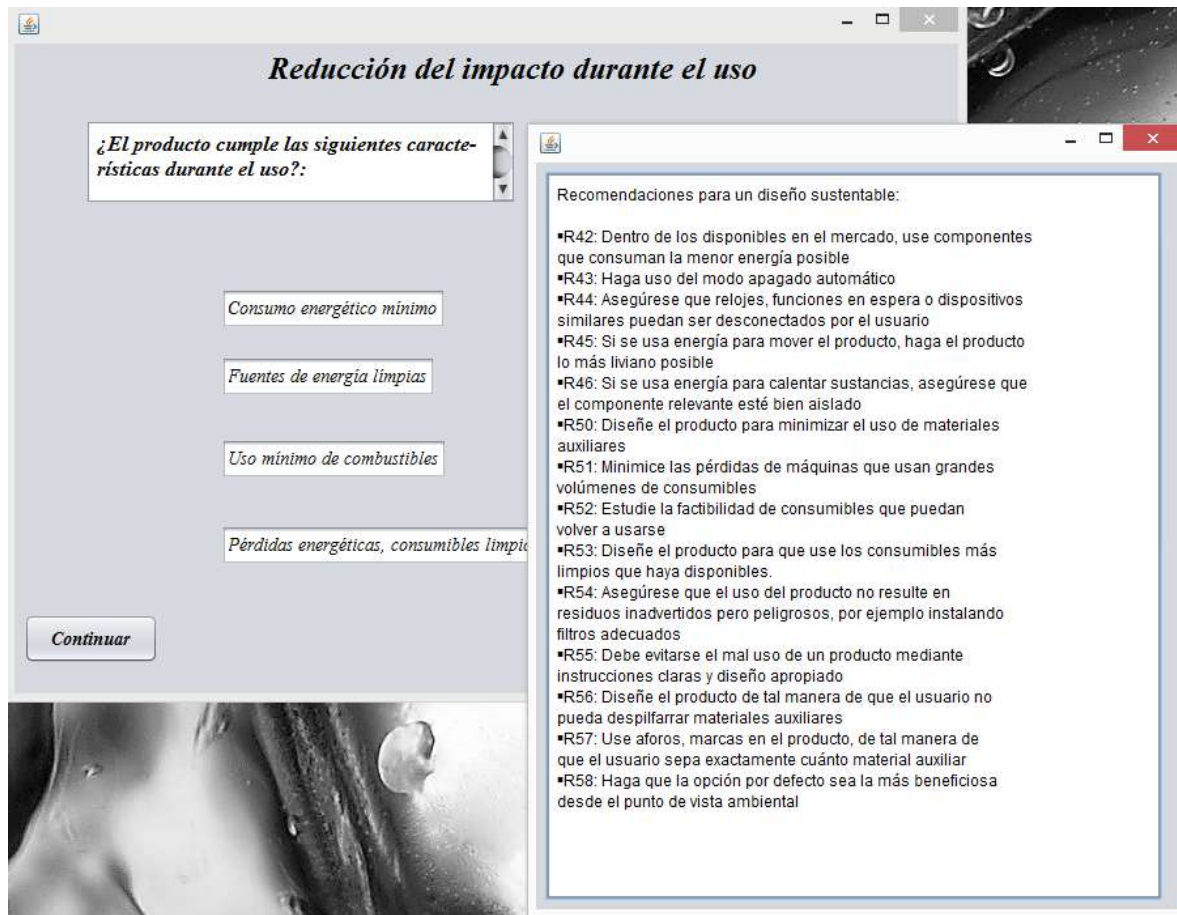 Reducción del impacto durante el uso
¿El producto cumple las siguientes caracte-
rísticas durante el uso?:
Consumo energético mínimo
Fuentes de energía límpias
Uso mínimo de combustibles
Pérdidas energéticas, consumibles
Continuar
Recomendaciones para un diseño sustentable:
▪R42: Dentro de los disponibles en el mercado, use componentes
que consuman la menor energía posible
▪R43: Haga uso del modo apagado automático
▪R44: Asegúrese que relojes, funciones en espera o dispositivos
similares puedan ser desconectados por el usuario
▪R45: Si se usa energía para mover el producto, haga el producto
lo más liviano posible
▪R46: Si se usa energía para calentar sustancias, asegúrese que
el componente relevante esté bien aislado
▪R50: Diseñe el producto para minimizar el uso de materiales
auxiliares
▪R51: Minimice las pérdidas de máquinas que usan grandes
volúmenes de consumibles
▪R52: Estudie la factibilidad de consumibles que puedan
volver a usarse
▪R53: Diseñe el producto para que use los consumibles más
limpios que haya disponibles.
▪R54: Asegúrese que el uso del producto no resulte en
residuos inadvertidos pero peligrosos, por ejemplo instalando
filtros adecuados
▪R55: Debe evitarse el mal uso de un producto mediante
instrucciones claras y diseño apropiado
▪R56: Diseñe el producto de tal manera de que el usuario no
pueda despilfarrar materiales auxiliares
▪R57: Use aforos, marcas en el producto, de tal manera de
que el usuario sepa exactamente cuánto material auxiliar
▪R58: Haga que la opción por defecto sea la más beneficiosa
desde el punto de vista ambiental